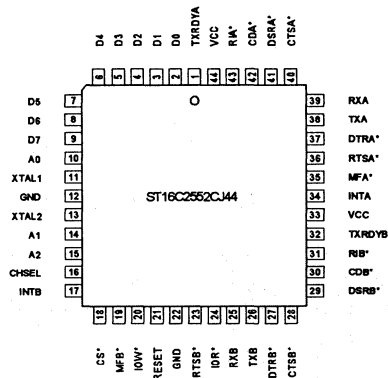 D4 D3 D2 D1 D0 TXRDYA VCC RIA* CDA* DSRA* CTSA*
6 5 4 3 2 1 44 43 42 41 40
D5 7 39 RXA
D6 8 38 TXA
D7 9 37 DTRA*
A0 10 36 RTSA*
XTAL1 11 35 MFA*
GND 12 ST16C2552CJ44 34 INTA
XTAL2 13 33 VCC
A1 14 32 TXRDYB
A2 15 31 RIB*
CHSEL 16 30 CDB*
INTB 17 29 DSRB*
18 19 20 21 22 23 24 25 26 27 28
CS* MFB* IOW* RESET GND RTSB* IOR* RXB TXB DTRB* CTSB*